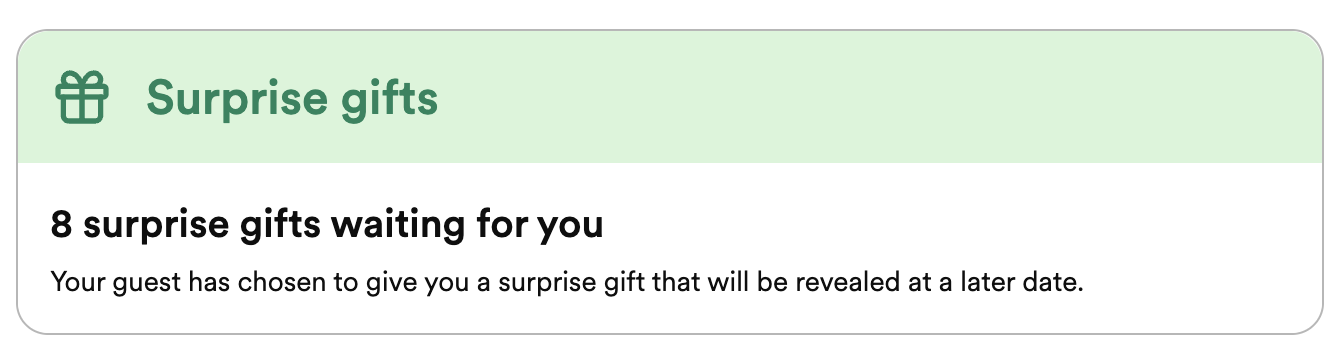 Surprise gifts
8 surprise gifts waiting for you
Your guest has chosen to give you a surprise gift that will be revealed at a later date.